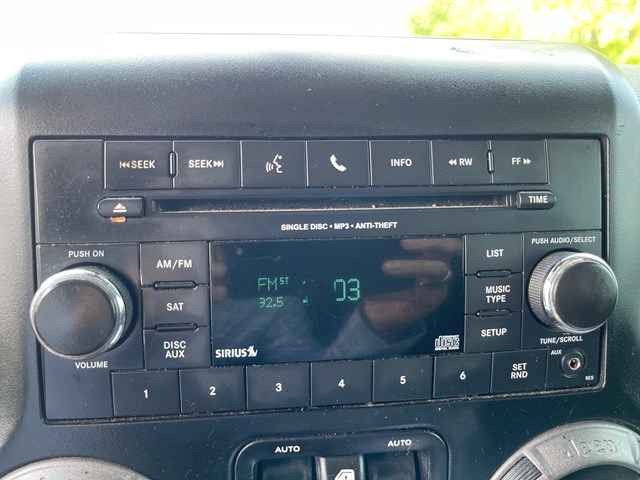 SEEK
SEEK
INFO
RW
FF
TIME
SINGLE DISC • MP3 • ANTI-THEFT
PUSH ON
PUSH AUDIO/SELECT
AM/FM
SAT
DISC
AUX
FM ST
32.5
03
SIRIUS
LIST
MUSIC
TYPE
SETUP
VOLUME
TUNE/SCROLL
1
2
3
4
5
6
SET
RND
AUX
AUTO
AUTO
Jeep